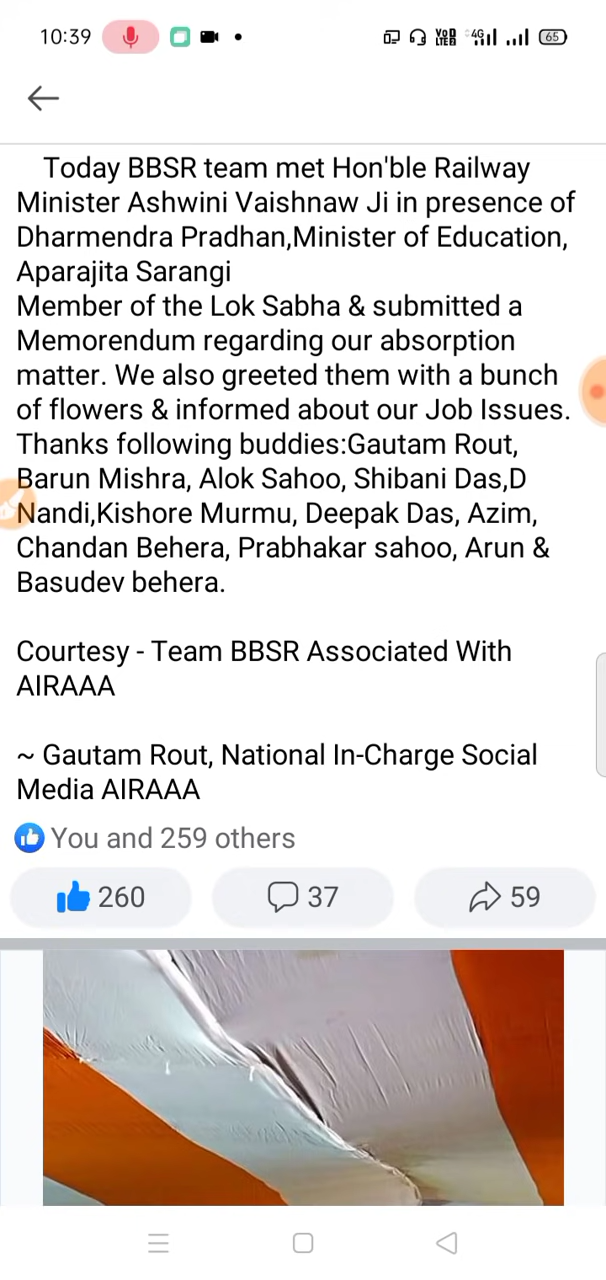 10:39
VoD LTED 4G 65
Today BBSR team met Hon'ble Railway
Minister Ashwini Vaishnaw Ji in presence of
Dharmendra Pradhan,Minister of Education,
Aparajita Sarangi
Member of the Lok Sabha & submitted a
Memorendum regarding our absorption
matter. We also greeted them with a bunch
of flowers & informed about our Job Issues.
Thanks following buddies:Gautam Rout,
Barun Mishra, Alok Sahoo, Shibani Das,D
Nandi,Kishore Murmu, Deepak Das, Azim,
Chandan Behera, Prabhakar sahoo, Arun &
Basudev behera.
Courtesy - Team BBSR Associated With
AIRAAA
~ Gautam Rout, National In-Charge Social
Media AIRAAA
You and 259 others
260 37 59